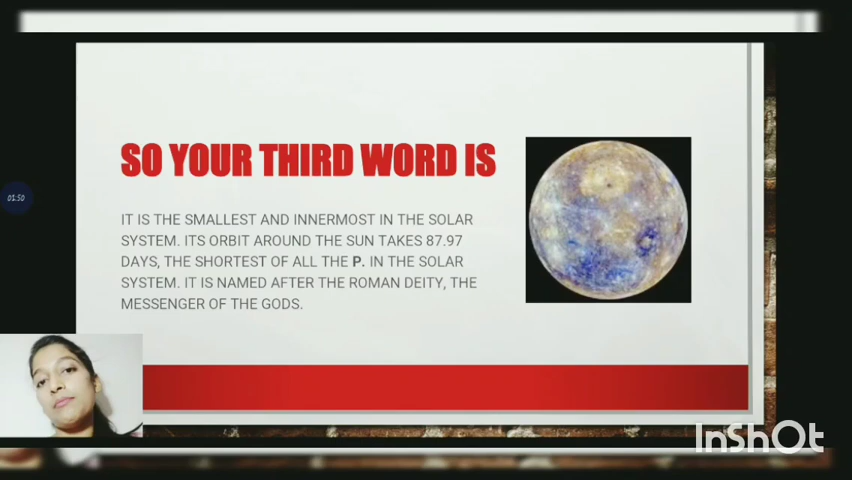 SO YOUR THIRD WORD IS
IT IS THE SMALLEST AND INNERMOST IN THE SOLAR
SYSTEM. ITS ORBIT AROUND THE SUN TAKES 87.97
DAYS, THE SHORTEST OF ALL THE P. IN THE SOLAR
SYSTEM. IT IS NAMED AFTER THE ROMAN DEITY, THE
MESSENGER OF THE GODS.
01:50
InShOt